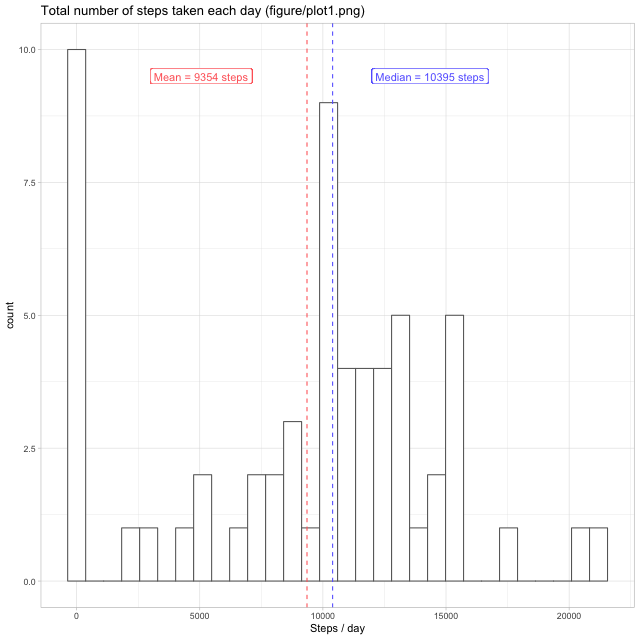 Total number of steps taken each day (figure/plot1.png)
10.0
Mean = 9354 steps
Median = 10395 steps
7.5
count
5.0
2.5
0.0
0
5000
10000
15000
20000
Steps / day